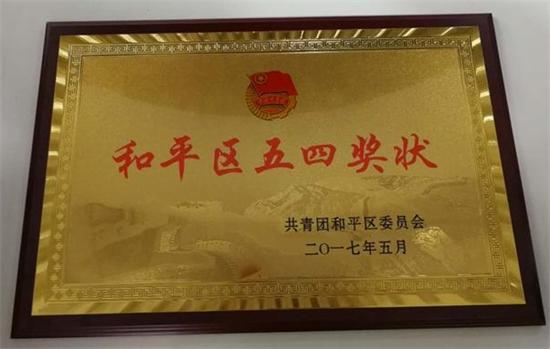 和平区五四奖状
共青团和平区委员会
二〇一七年五月